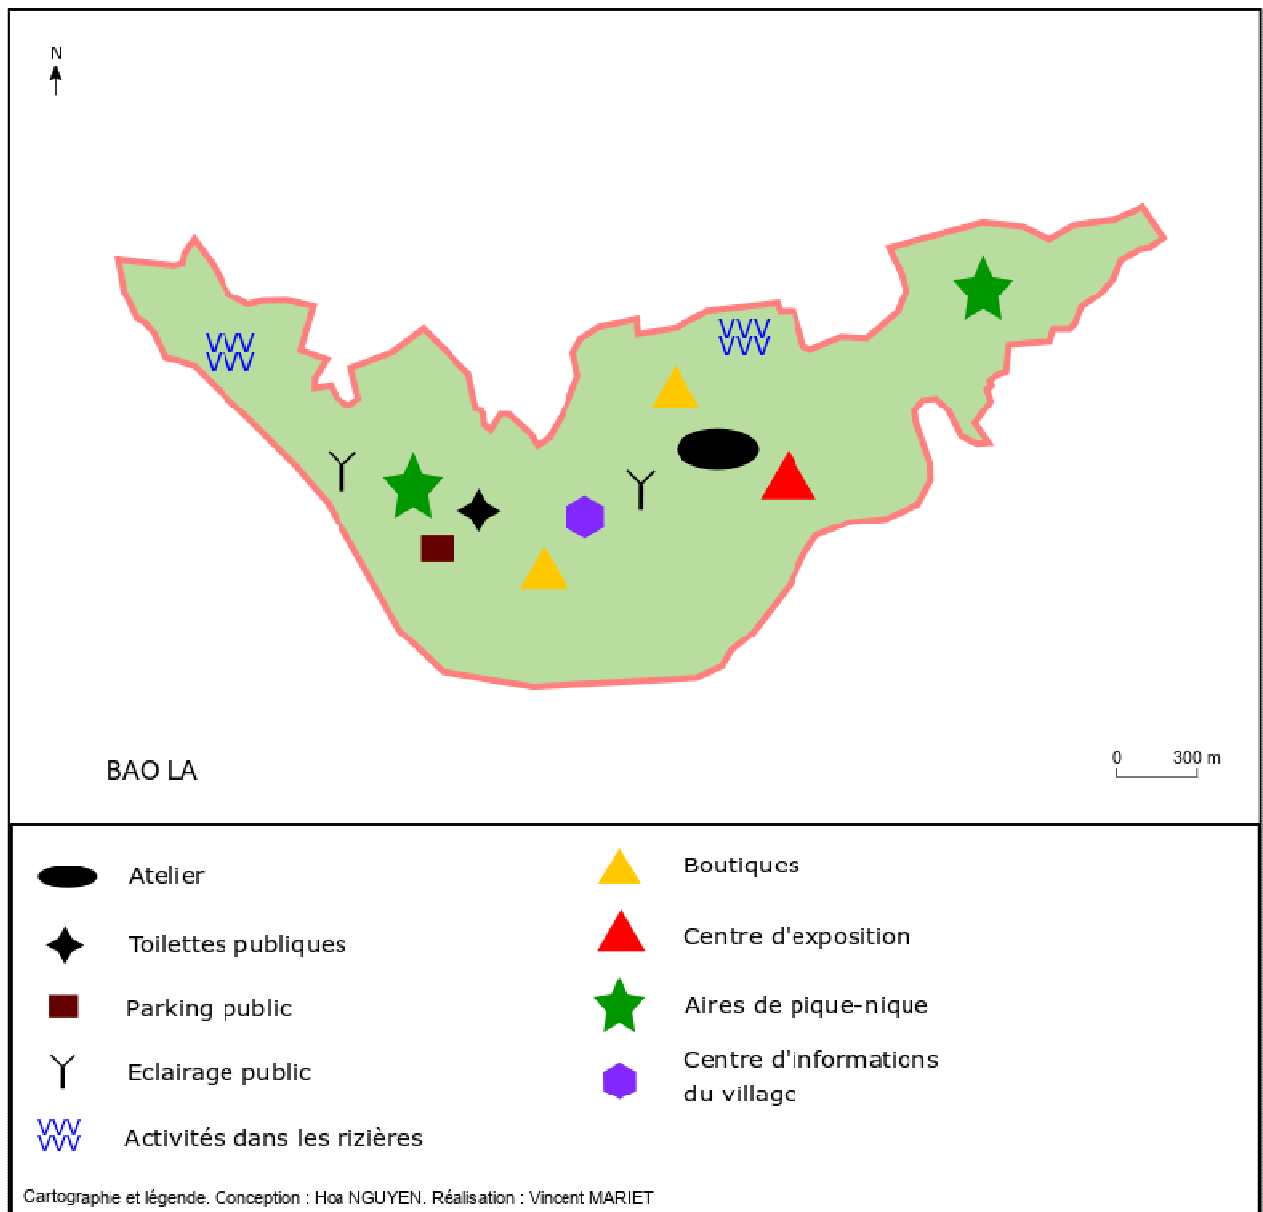 N
BAO LA
0 300 m
Atelier
Toilettes publiques
Parking public
Eclairage public
Activités dans les rizières
Boutiques
Centre d'exposition
Aires de pique-nique
Centre d'informations
du village
Cartographie et légende. Conception : Hoa NGUYEN. Réalisation : Vincent MARIET